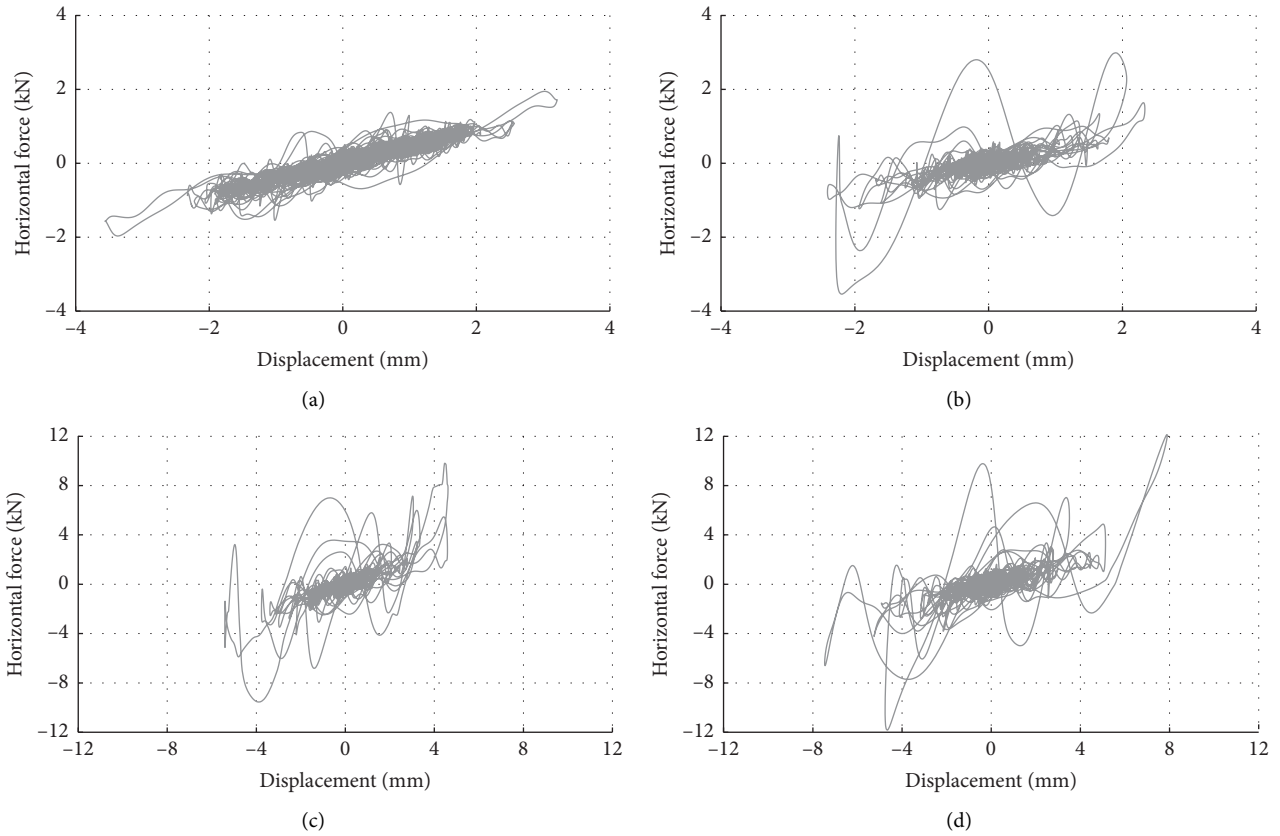 Horizontal force (kN)
4
2
0
–2
–4
–4 –2 0 2 4
Displacement (mm)
(a)
Horizontal force (kN)
4
2
0
–2
–4
–4 –2 0 2 4
Displacement (mm)
(b)
Horizontal force (kN)
12
8
4
0
–4
–8
–12
–12 –8 –4 0 4 8 12
Displacement (mm)
(c)
Horizontal force (kN)
12
8
4
0
–4
–8
–12
–12 –8 –4 0 4 8 12
Displacement (mm)
(d)